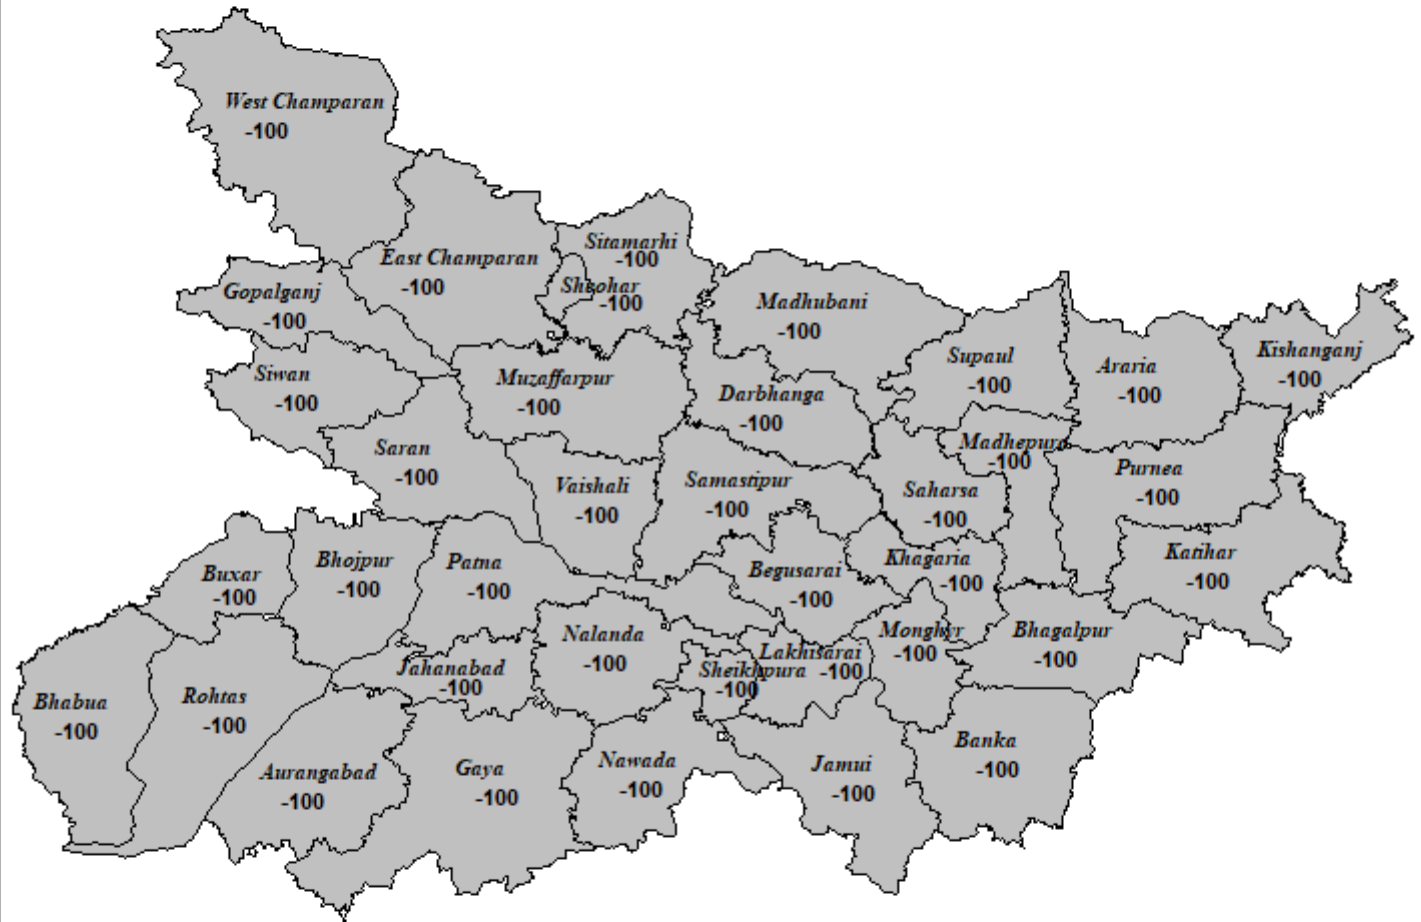 West Champaran
-100
Sitamarhi
-100
East Champaran
-100
Sheohar
-100
Gopalganj
-100
Madhubani
-100
Kishanganj
-100
Supaul
-100
Araria
-100
Siwan
-100
Muzaffarpur
-100
Darbhanga
-100
Saran
-100
Madhepura
-100
Purnea
-100
Vaishali
-100
Samastipur
-100
Saharsa
-100
Bhojpur
-100
Patna
-100
Buxar
-100
Begusarai
-100
Khagaria
-100
Katihar
-100
Nalanda
-100
Monghyr
-100
Bhagalpur
-100
Jahanabad
-100
Lakhisarai
-100
Sheikhpura
-100
Bhabua
-100
Rohtas
-100
Aurangabad
-100
Gaya
-100
Nawada
-100
Jamui
-100
Banka
-100